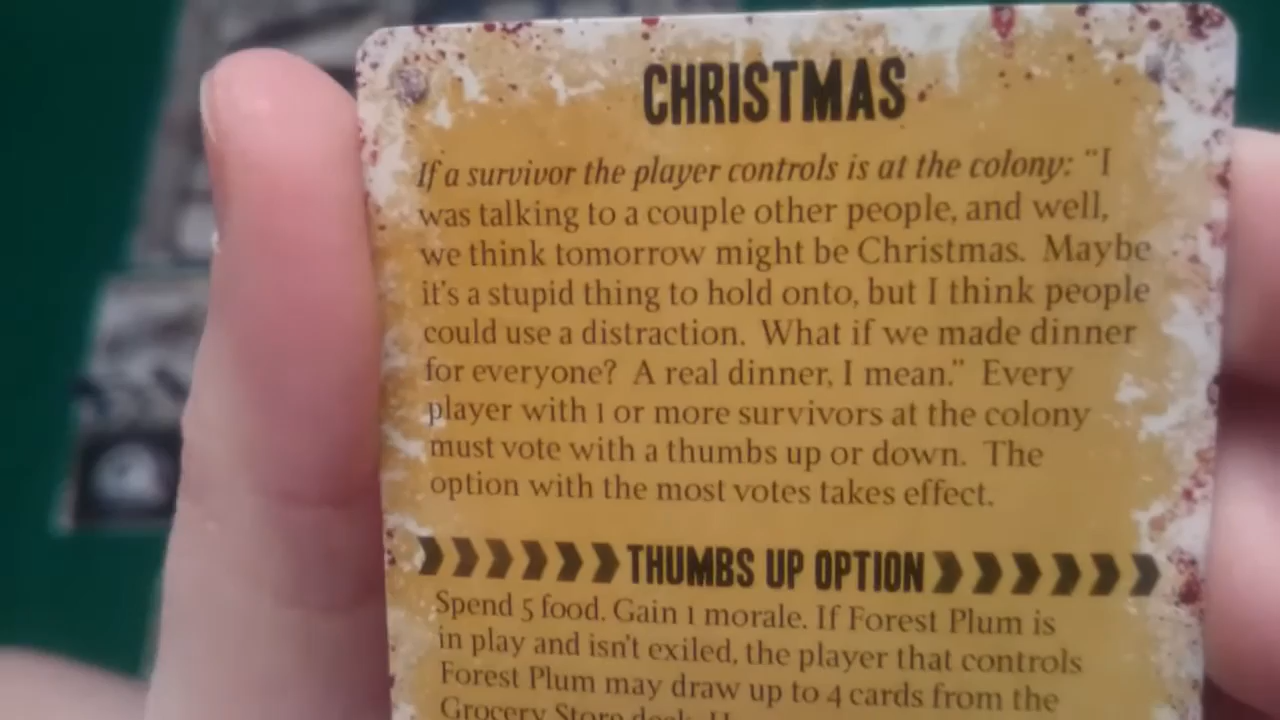 CHRISTMAS
If a survivor the player controls is at the colony: "I
was talking to a couple other people, and well,
we think tomorrow might be Christmas. Maybe
it's a stupid thing to hold onto, but I think people
could use a distraction. What if we made dinner
for everyone? A real dinner, I mean." Every
player with 1 or more survivors at the colony
must vote with a thumbs up or down. The
option with the most votes takes effect.
THUMBS UP OPTION
Spend 5 food. Gain 1 morale. If Forest Plum is
in play and isn't exiled, the player that controls
Forest Plum may draw up to 4 cards from the
Grocery Store deck.